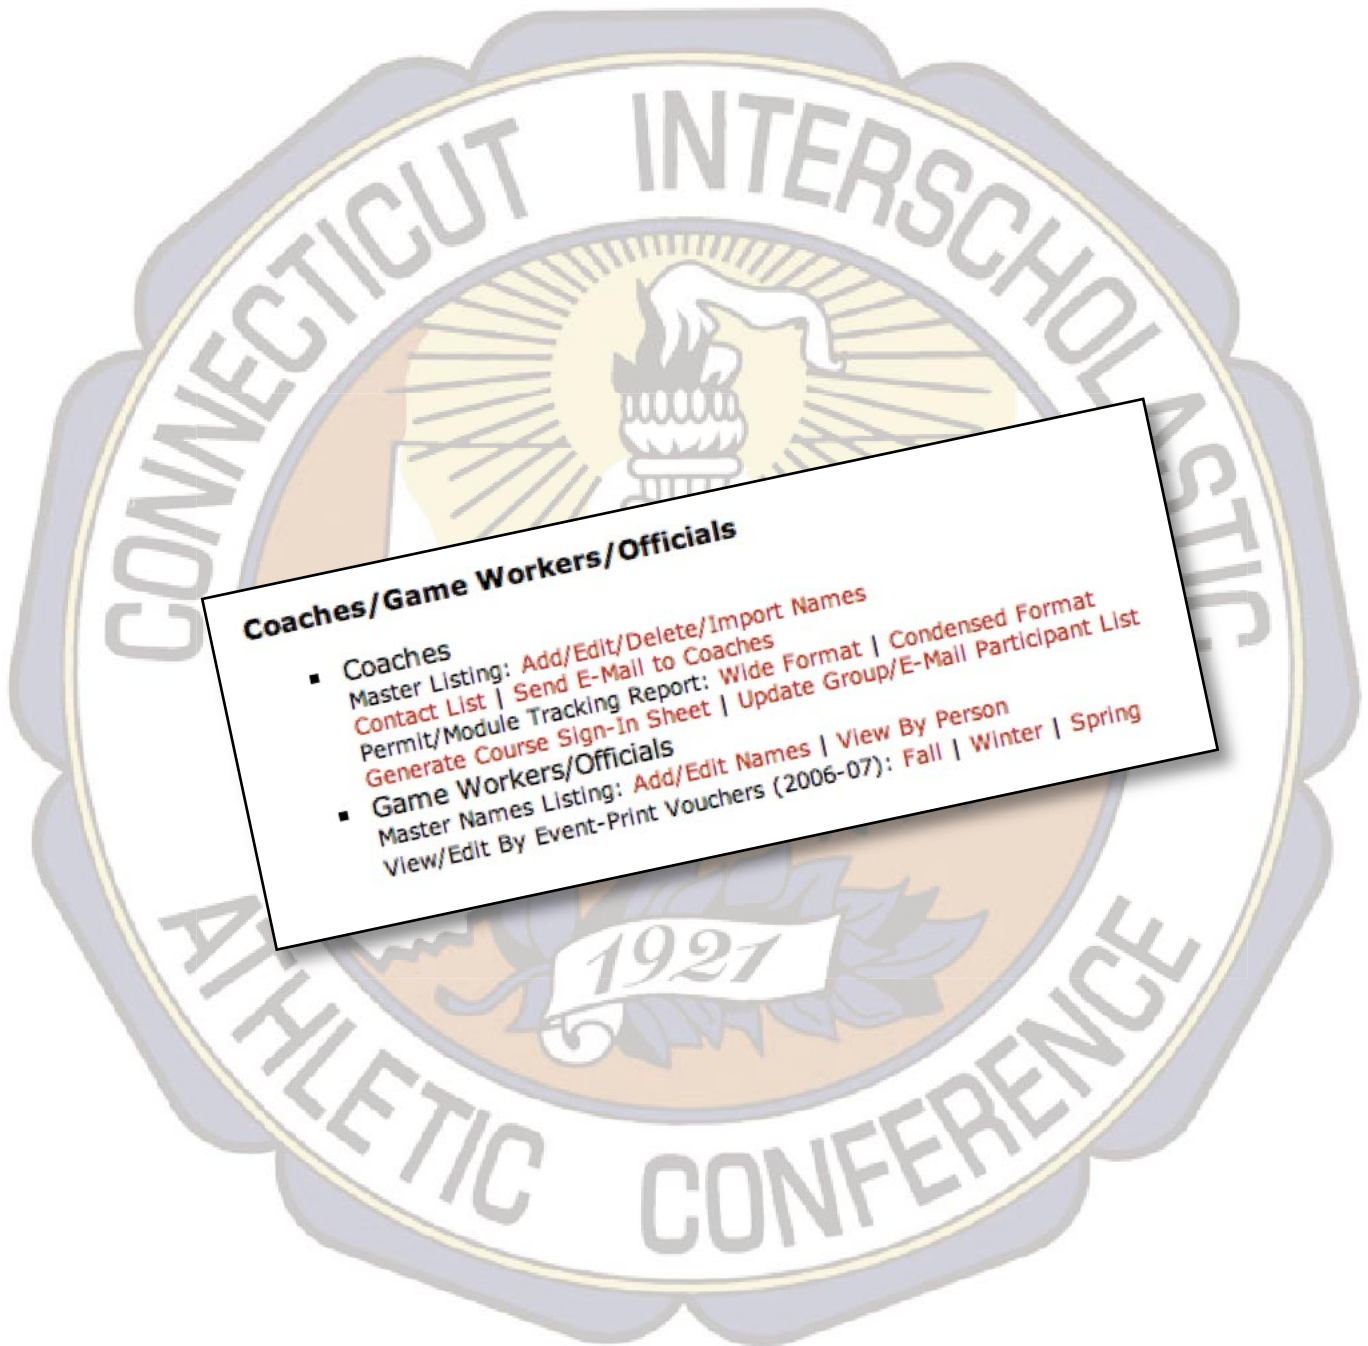 CONNECTICUT INTERSCHOLASTIC
Coaches/Game Workers/Officials
▪ Coaches
Master Listing: Add/Edit/Delete/Import Names
Contact List | Send E-Mail to Coaches
Permit/Module Tracking Report: Wide Format | Condensed Format
Generate Course Sign-In Sheet | Update Group/E-Mail Participant List
▪ Game Workers/Officials
Master Names Listing: Add/Edit Names | View By Person
View/Edit By Event-Print Vouchers (2006-07): Fall | Winter | Spring
1921
ATHLETIC CONFERENCE